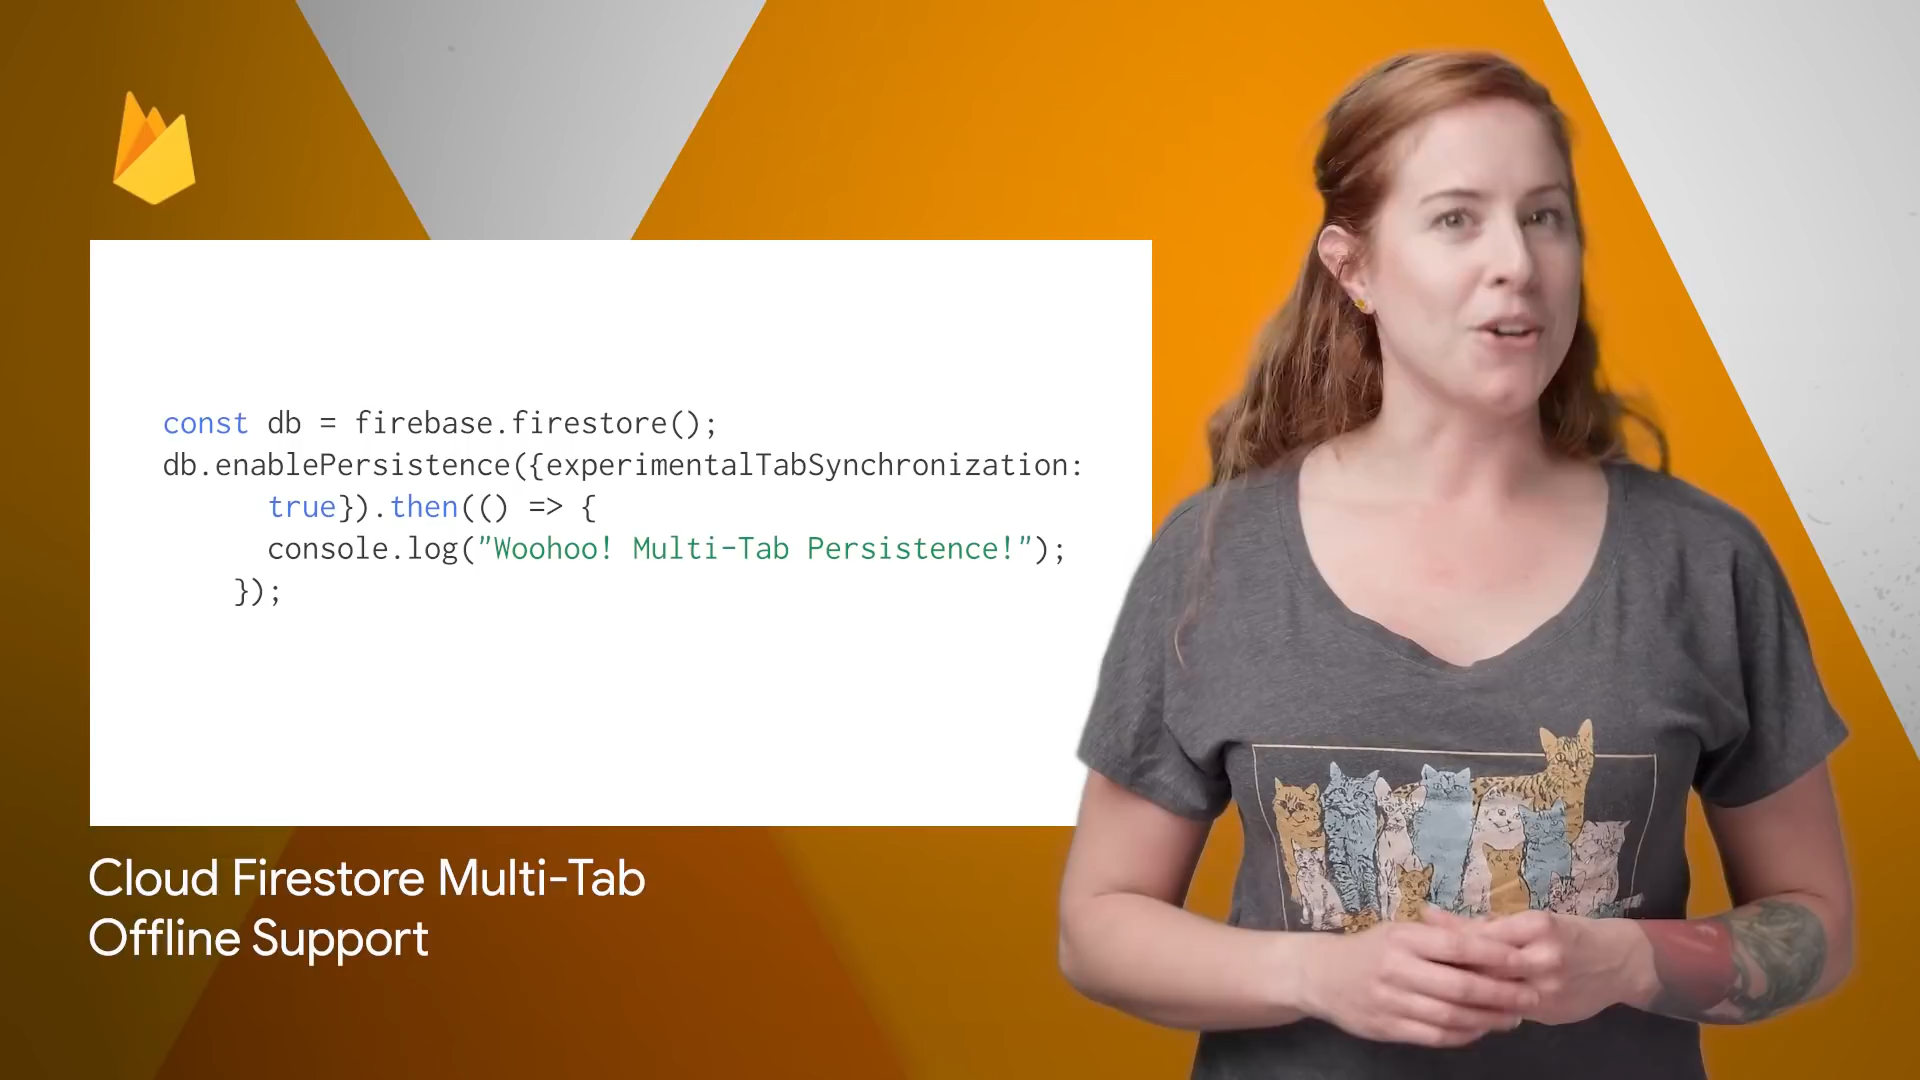 const db = firebase.firestore();
db.enablePersistence({experimentalTabSynchronization:
true}).then(() => {
console.log("Woohoo! Multi-Tab Persistence!");
});
Cloud Firestore Multi-Tab
Offline Support